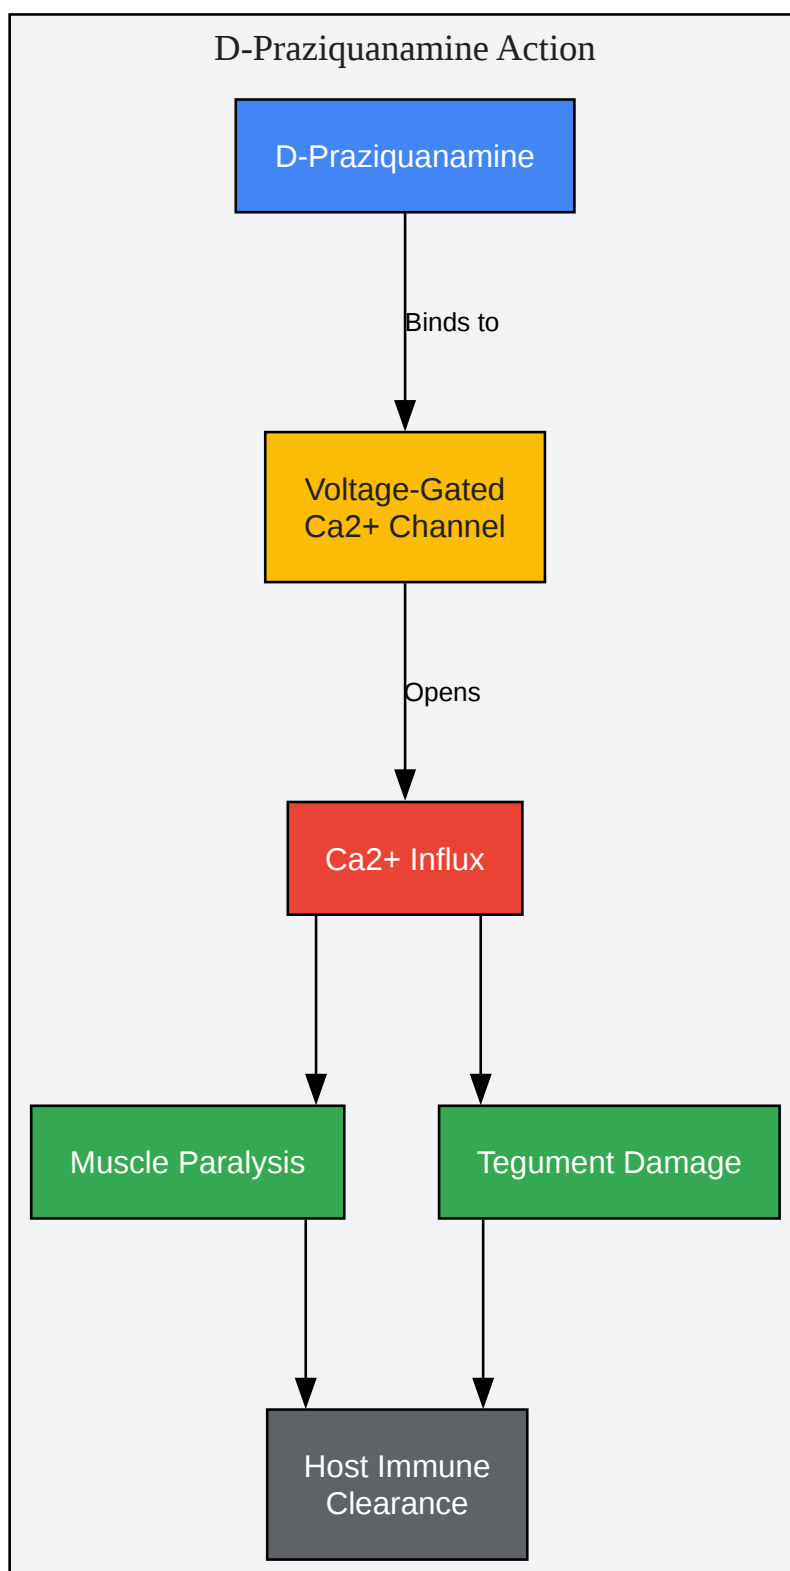 D-Praziquanamine Action
D-Praziquanamine
Binds to
Voltage-Gated
Ca2+ Channel
Opens
Ca2+ Influx
Muscle Paralysis
Tegument Damage
Host Immune
Clearance